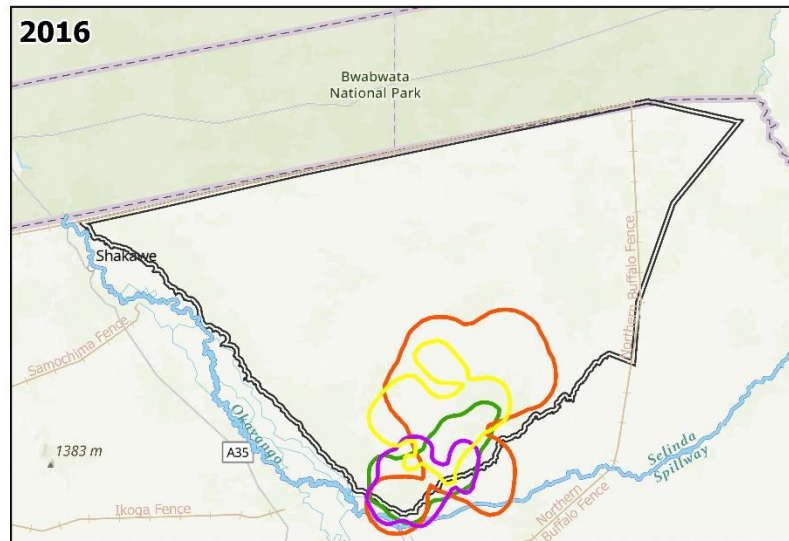 2016
Bwabwata
National Park
Shakawe
Samochima Fence
Northern Buffalo Fence
Okavango
1383 m
A35
Selinda
Spillway
Ikoga Fence
Northern
Buffalo Fence